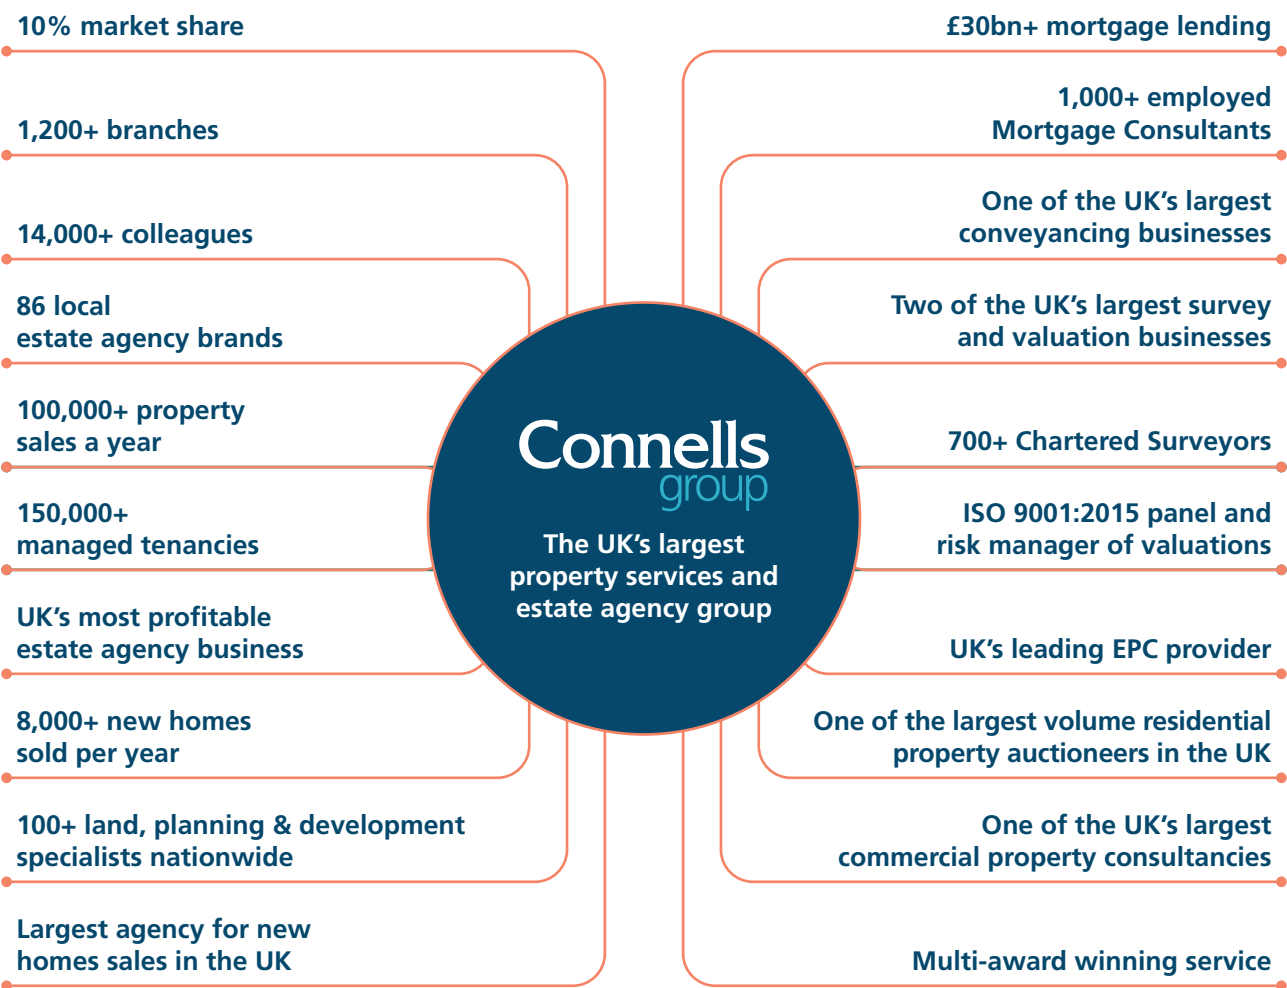 10% market share
1,200+ branches
14,000+ colleagues
86 local
estate agency brands
100,000+ property
sales a year
150,000+
managed tenancies
UK’s most profitable
estate agency business
8,000+ new homes
sold per year
100+ land, planning & development
specialists nationwide
Largest agency for new
homes sales in the UK
Connells
group
The UK’s largest
property services and
estate agency group
£30bn+ mortgage lending
1,000+ employed
Mortgage Consultants
One of the UK’s largest
conveyancing businesses
Two of the UK’s largest survey
and valuation businesses
700+ Chartered Surveyors
ISO 9001:2015 panel and
risk manager of valuations
UK’s leading EPC provider
One of the largest volume residential
property auctioneers in the UK
One of the UK’s largest
commercial property consultancies
Multi-award winning service